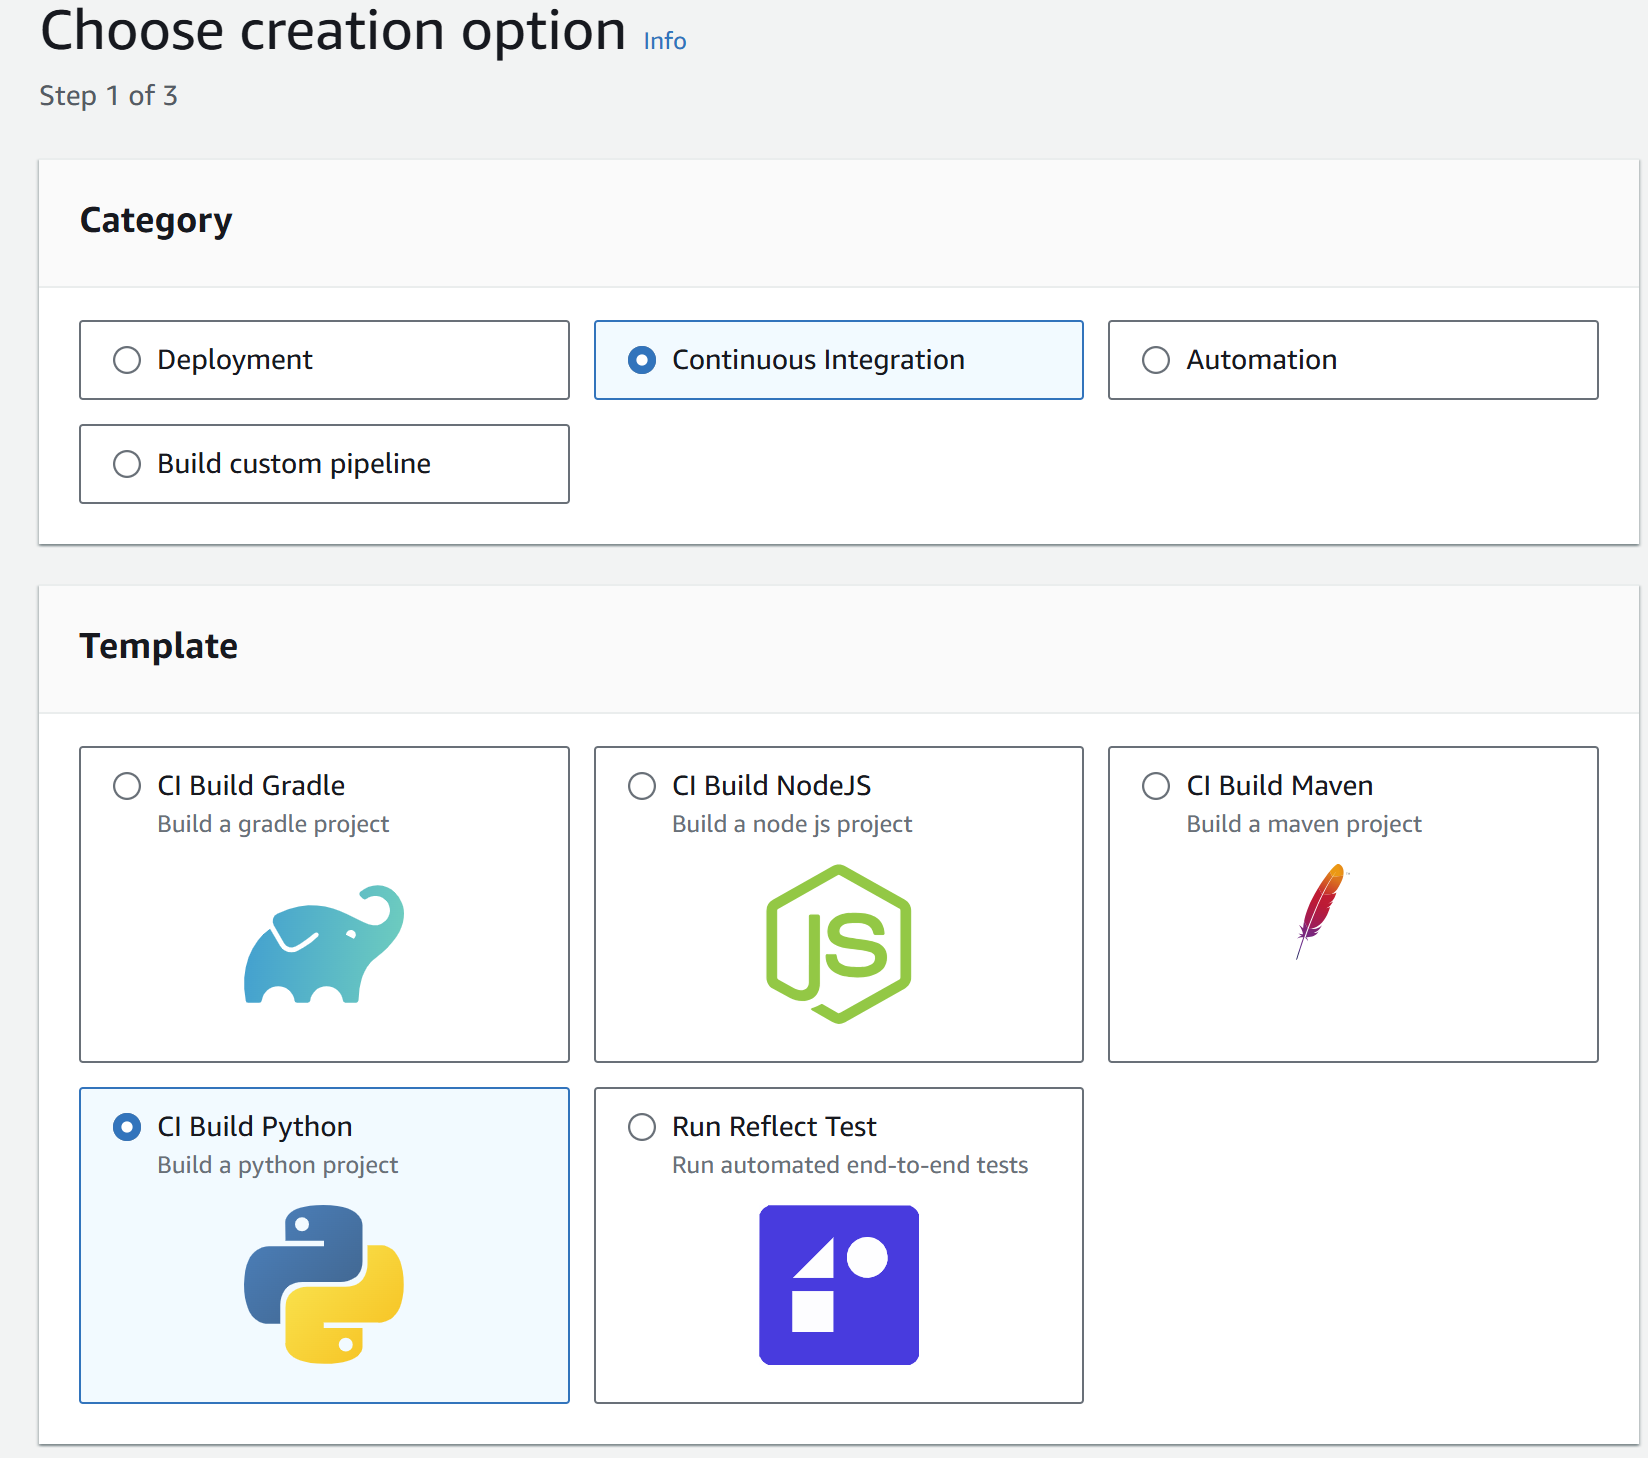 Choose creation option Info
Step 1 of 3
Category
Deployment
Continuous Integration
Automation
Build custom pipeline
Template
CI Build Gradle
Build a gradle project
CI Build NodeJS
Build a node js project
JS
CI Build Maven
Build a maven project
CI Build Python
Build a python project
Run Reflect Test
Run automated end-to-end tests